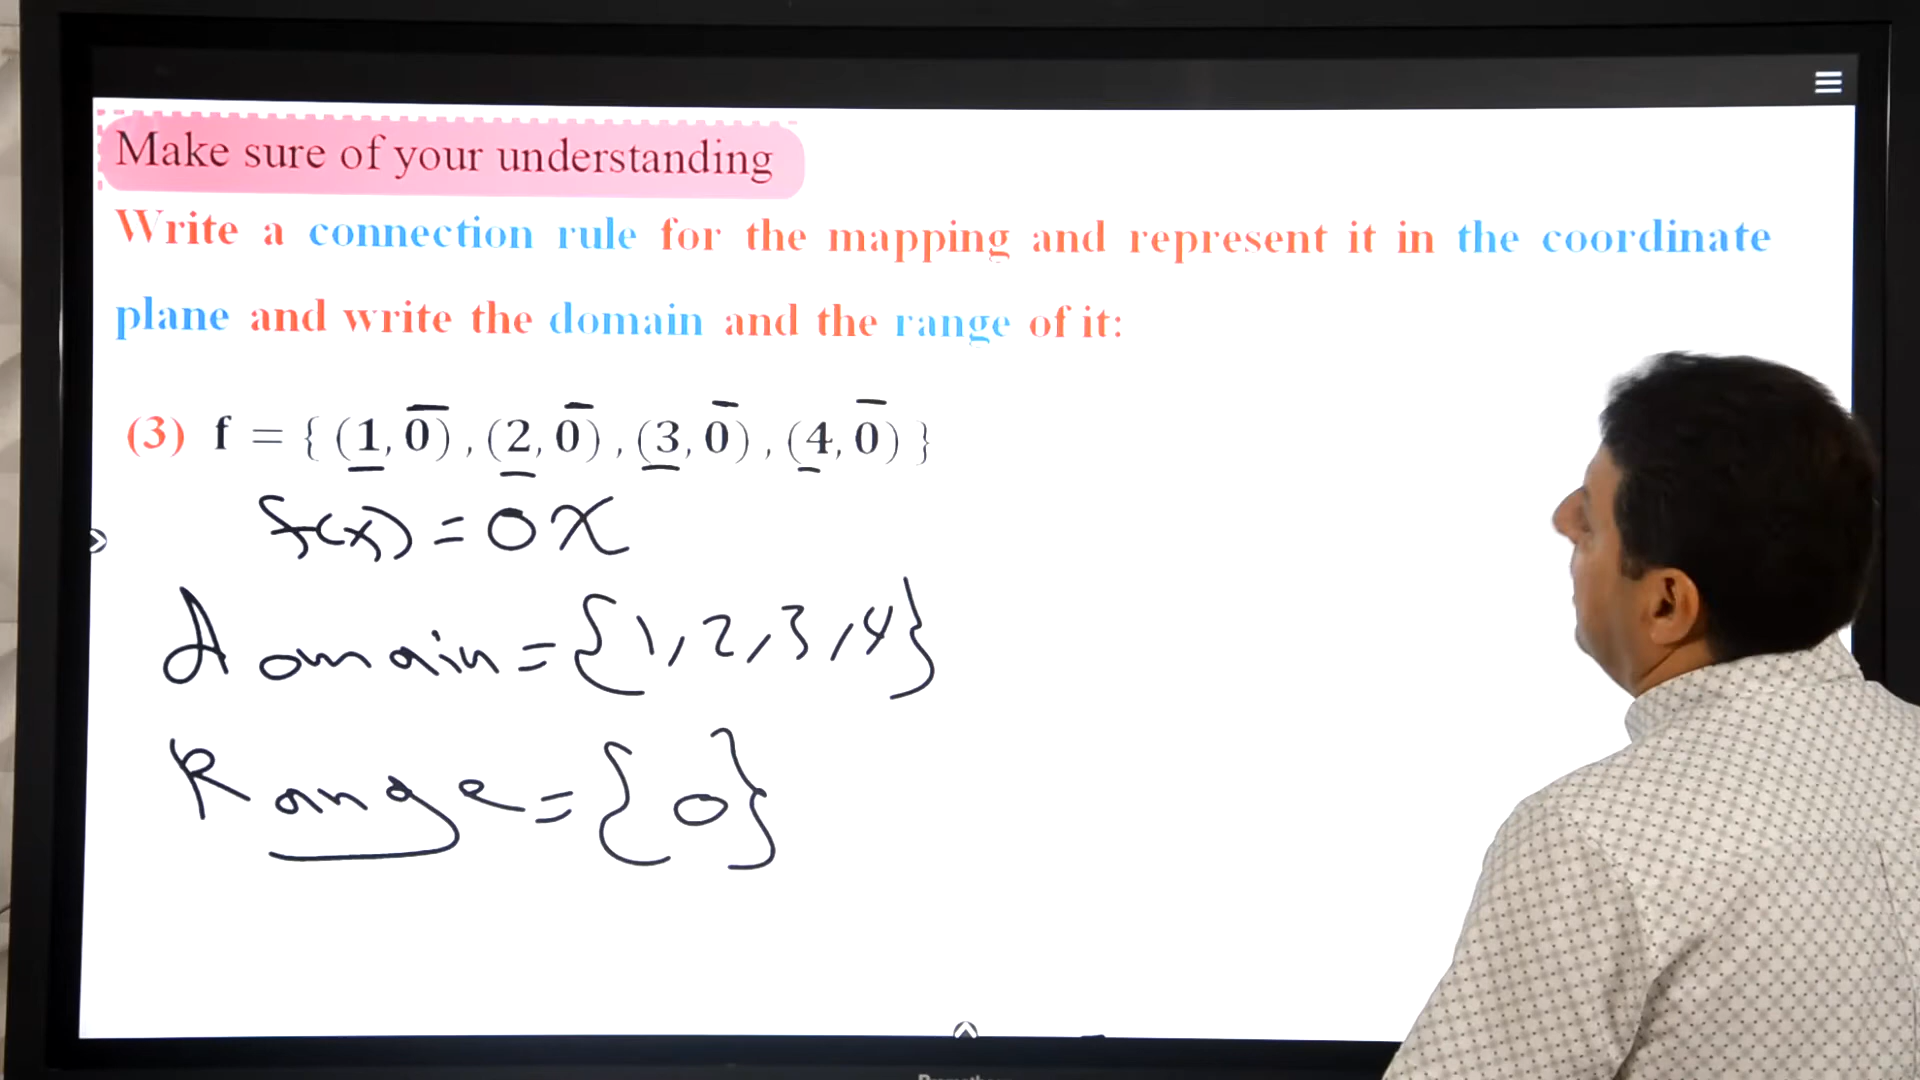 Make sure of your understanding
Write a connection rule for the mapping and represent it in the coordinate
plane and write the domain and the range of it:
(3) f = { (1, 0) , (2, 0) , (3, 0) , (4, 0) }
f(x) = 0x
Domain = {1, 2, 3, 4}
Range = {0}